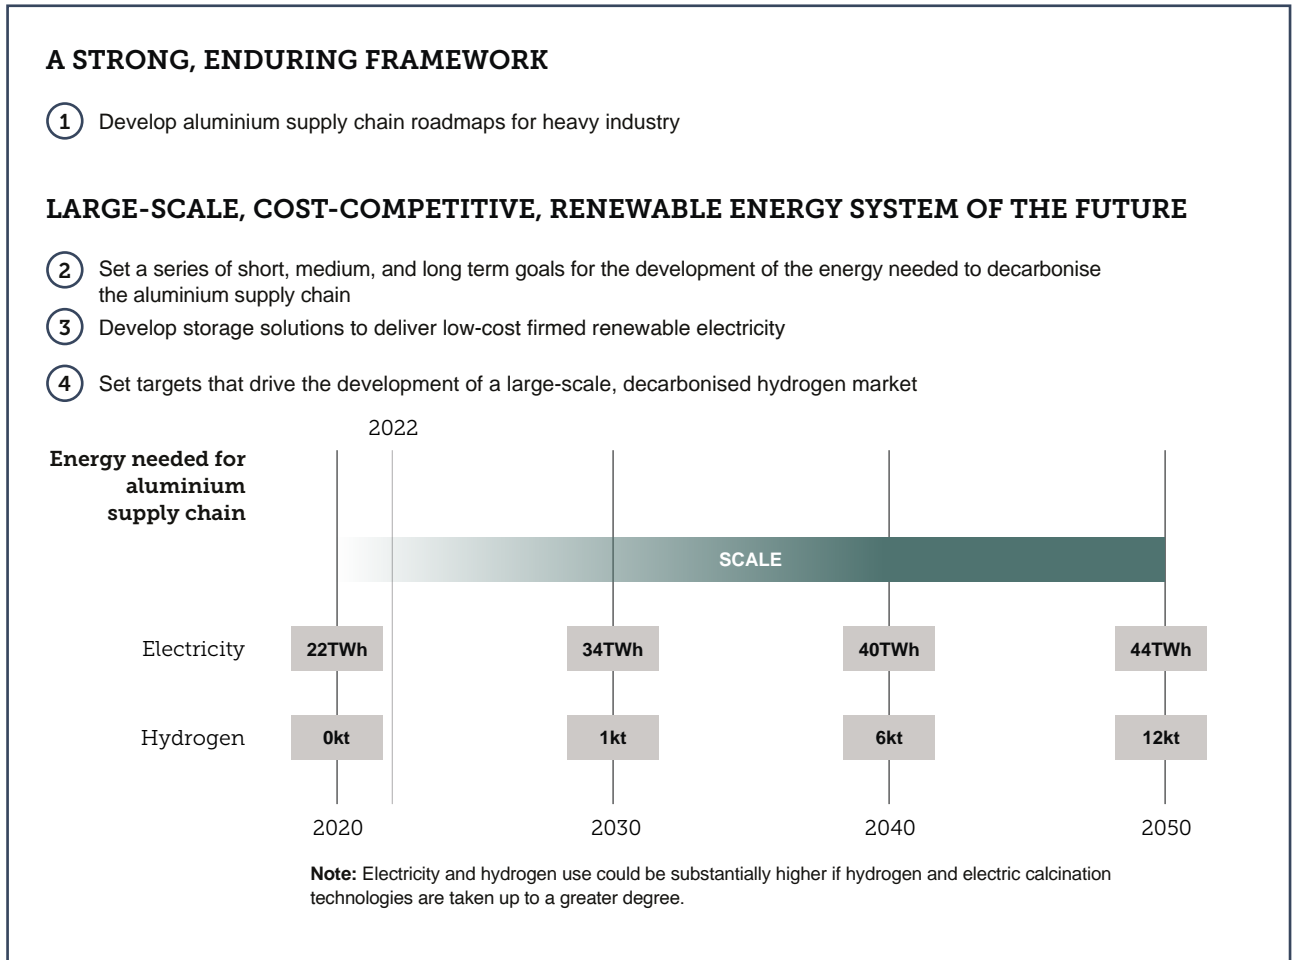 A STRONG, ENDURING FRAMEWORK
1 Develop aluminium supply chain roadmaps for heavy industry
LARGE-SCALE, COST-COMPETITIVE, RENEWABLE ENERGY SYSTEM OF THE FUTURE
2 Set a series of short, medium, and long term goals for the development of the energy needed to decarbonise
the aluminium supply chain
3 Develop storage solutions to deliver low-cost firmed renewable electricity
4 Set targets that drive the development of a large-scale, decarbonised hydrogen market
2022
Energy needed for
aluminium
supply chain
SCALE
Electricity 22TWh 34TWh 40TWh 44TWh
Hydrogen 0kt 1kt 6kt 12kt
2020 2030 2040 2050
Note: Electricity and hydrogen use could be substantially higher if hydrogen and electric calcination
technologies are taken up to a greater degree.